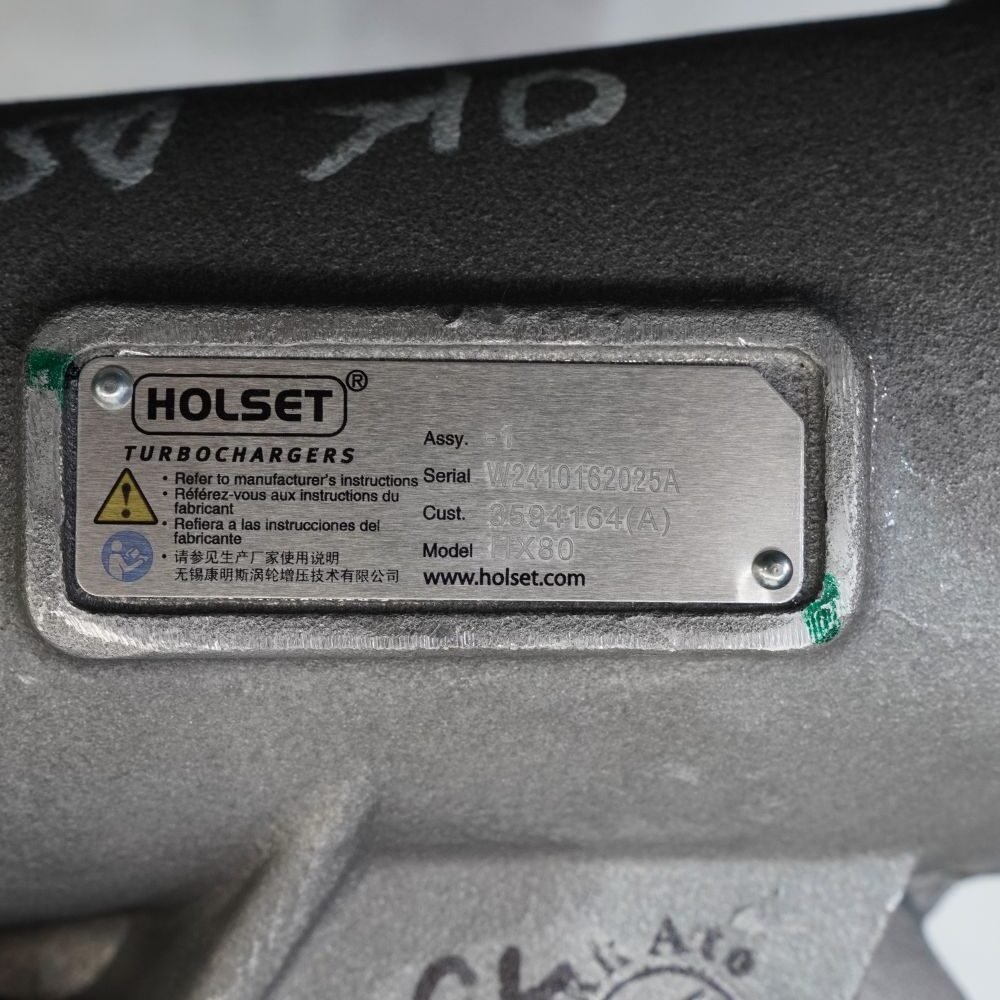 OK
HOLSET®
TURBOCHARGERS
• Refer to manufacturer's instructions
• Référez-vous aux instructions du
fabricant
• Refiera a las instrucciones del
fabricante
• 请参见生产厂家使用说明
无锡康明斯涡轮增压技术有限公司
Assy. -1
Serial W2410162025A
Cust. 3594164(A)
Model HX80
www.holset.com